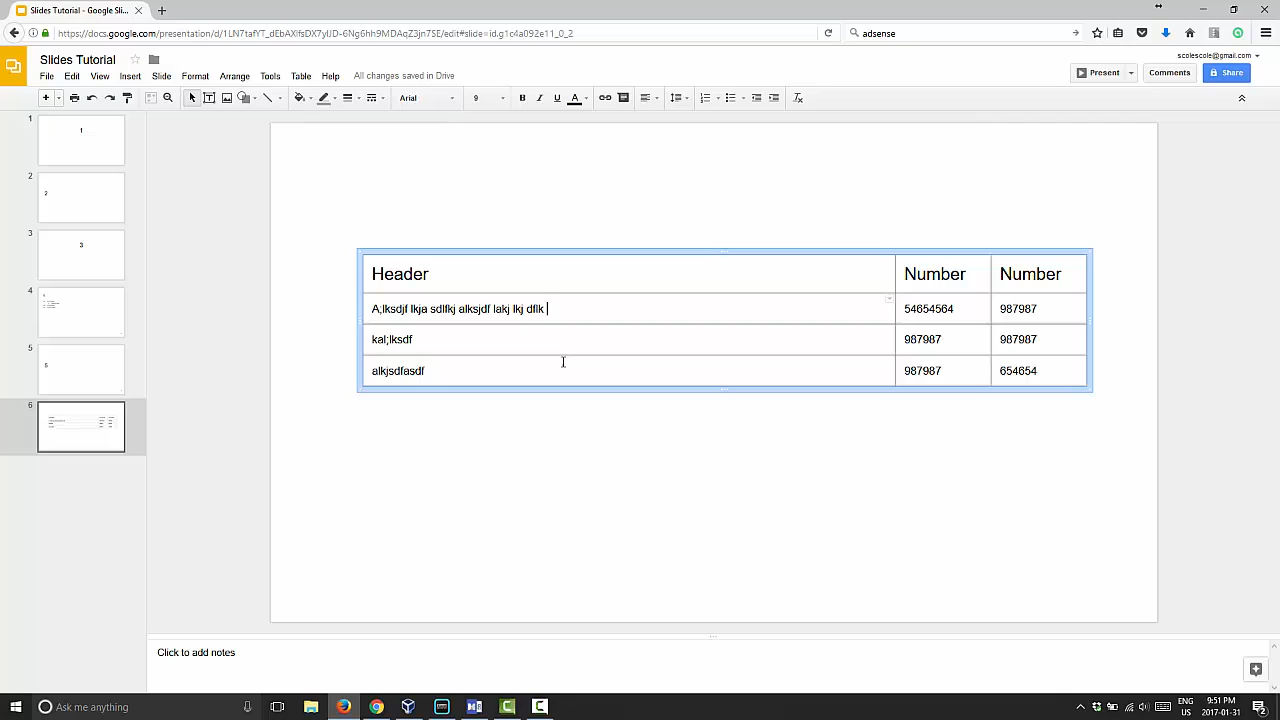 Slides Tutorial - Google Sli...
https://docs.google.com/presentation/d/1LN7tafYT_dEbAXlfsDX7yIJD-6Ng6hh9MDAqZ3jn7SE/edit#slide=id.g1c4a092e11_0_2
adsense
Slides Tutorial
scolescole@gmail.com
File Edit View Insert Slide Format Arrange Tools Table Help All changes saved in Drive
Present Comments Share
Arial 9
1
1
2
2
3
3
4
5
5
6
Header Number Number
A;lksdjf lkja sdlfkj alksjdf lakj lkj dflk 54654564 987987
kal;lksdf 987987 987987
alkjsdfasdf 987987 654654
Click to add notes
Ask me anything
ENG 9:51 PM
US 2017-01-31